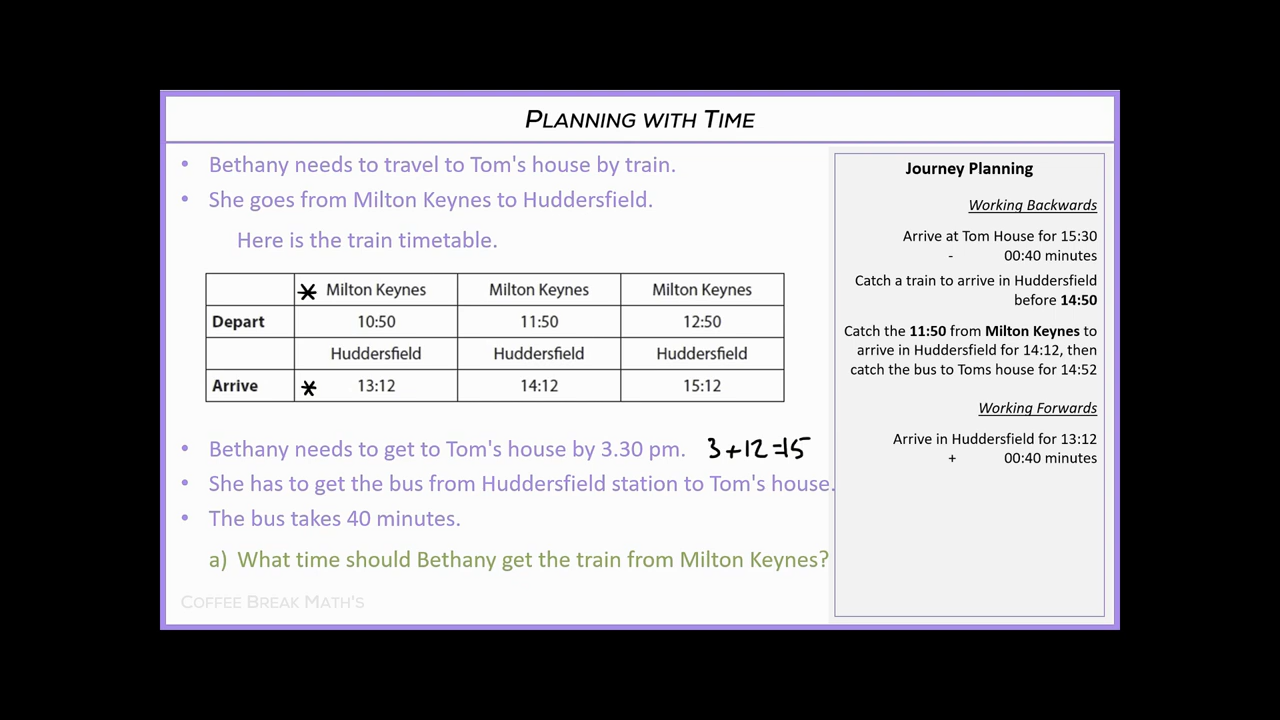 PLANNING WITH TIME
• Bethany needs to travel to Tom's house by train.
• She goes from Milton Keynes to Huddersfield.
Here is the train timetable.
* Milton Keynes Milton Keynes Milton Keynes
Depart 10:50 11:50 12:50
Huddersfield Huddersfield Huddersfield
Arrive * 13:12 14:12 15:12
• Bethany needs to get to Tom's house by 3.30 pm. 3+12=15
• She has to get the bus from Huddersfield station to Tom's house.
• The bus takes 40 minutes.
a) What time should Bethany get the train from Milton Keynes?
COFFEE BREAK MATH'S
Journey Planning
Working Backwards
Arrive at Tom House for 15:30
- 00:40 minutes
Catch a train to arrive in Huddersfield
before 14:50
Catch the 11:50 from Milton Keynes to
arrive in Huddersfield for 14:12, then
catch the bus to Toms house for 14:52
Working Forwards
Arrive in Huddersfield for 13:12
+ 00:40 minutes